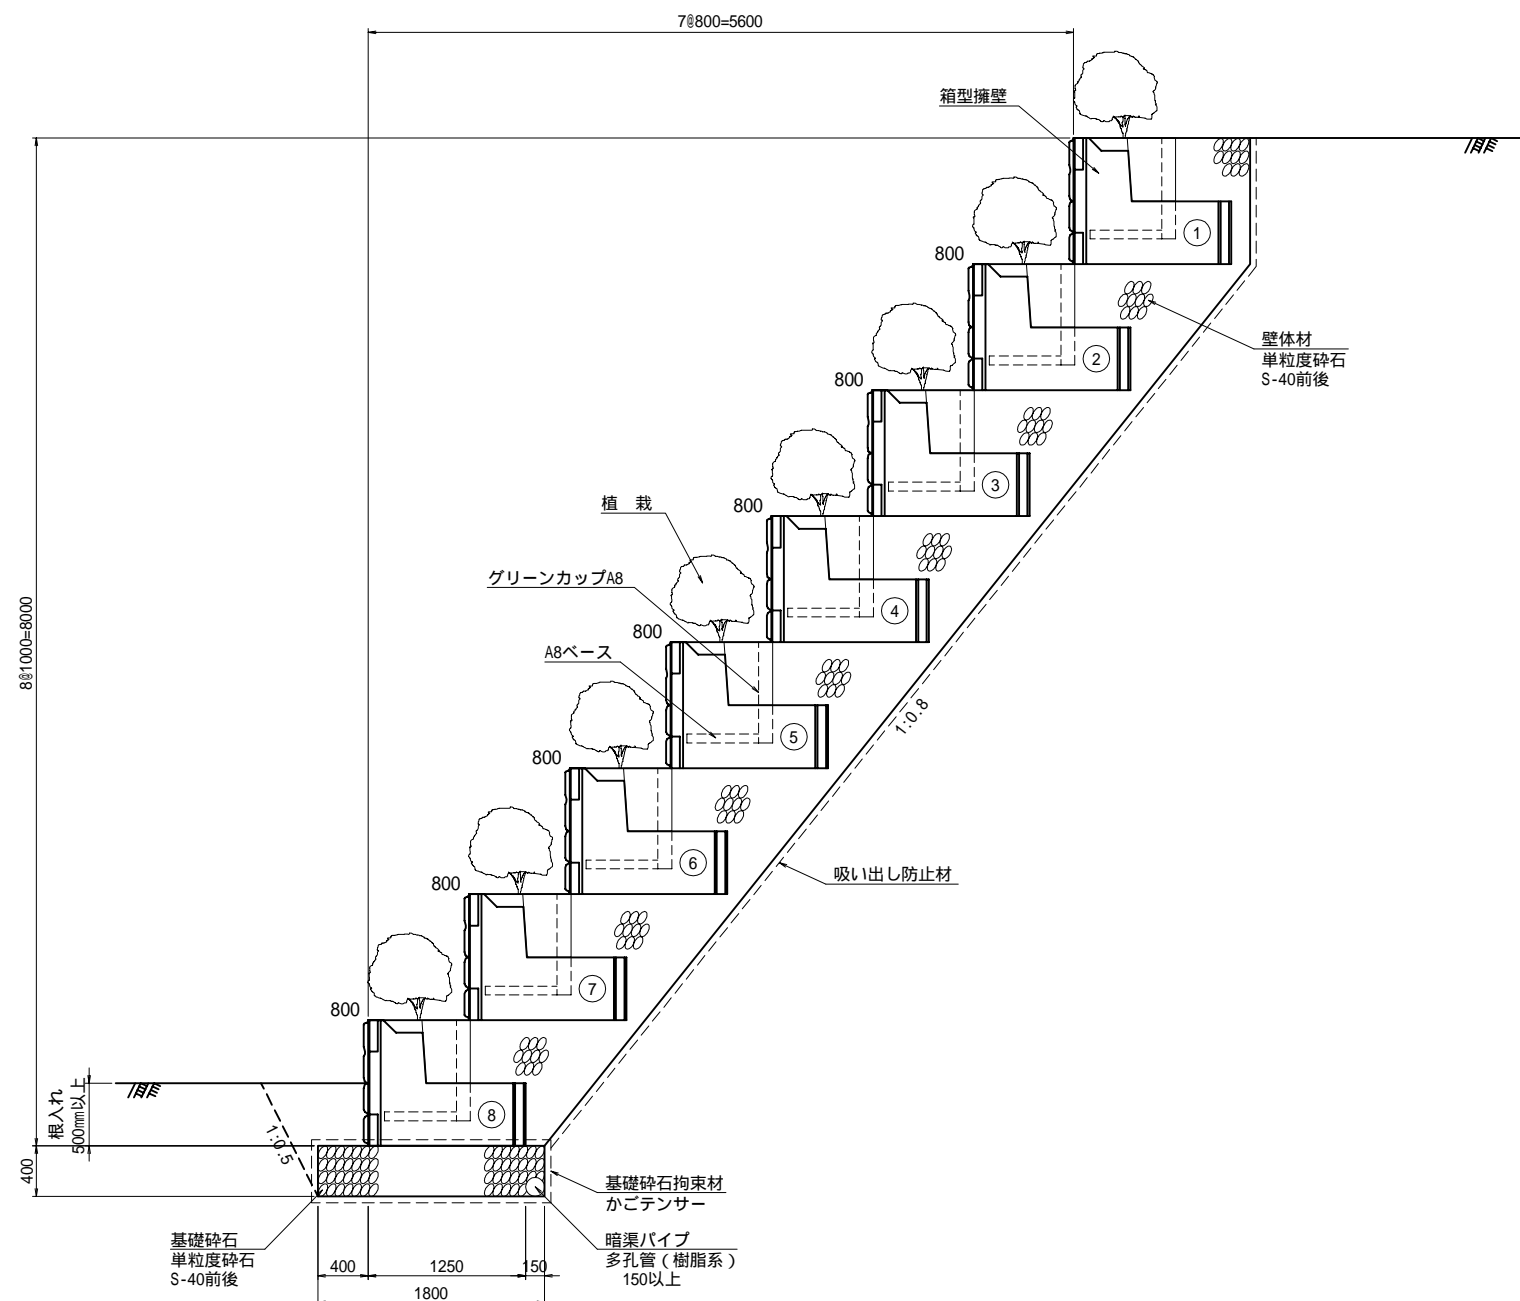 7@800=5600
箱型擁壁
①
800
②
壁体材
単粒度砕石
S-40前後
800
③
800
植　栽
グリーンカップA8
④
8@1000=8000
800
A8ベース
⑤
1:0.8
800
⑥
吸い出し防止材
800
⑦
800
根入れ
500mm以上
⑧
1:0.5
400
基礎砕石拘束材
かごテンサー
基礎砕石
単粒度砕石
S-40前後
暗渠パイプ
多孔管（樹脂系）
150以上
400
1250
150
1800